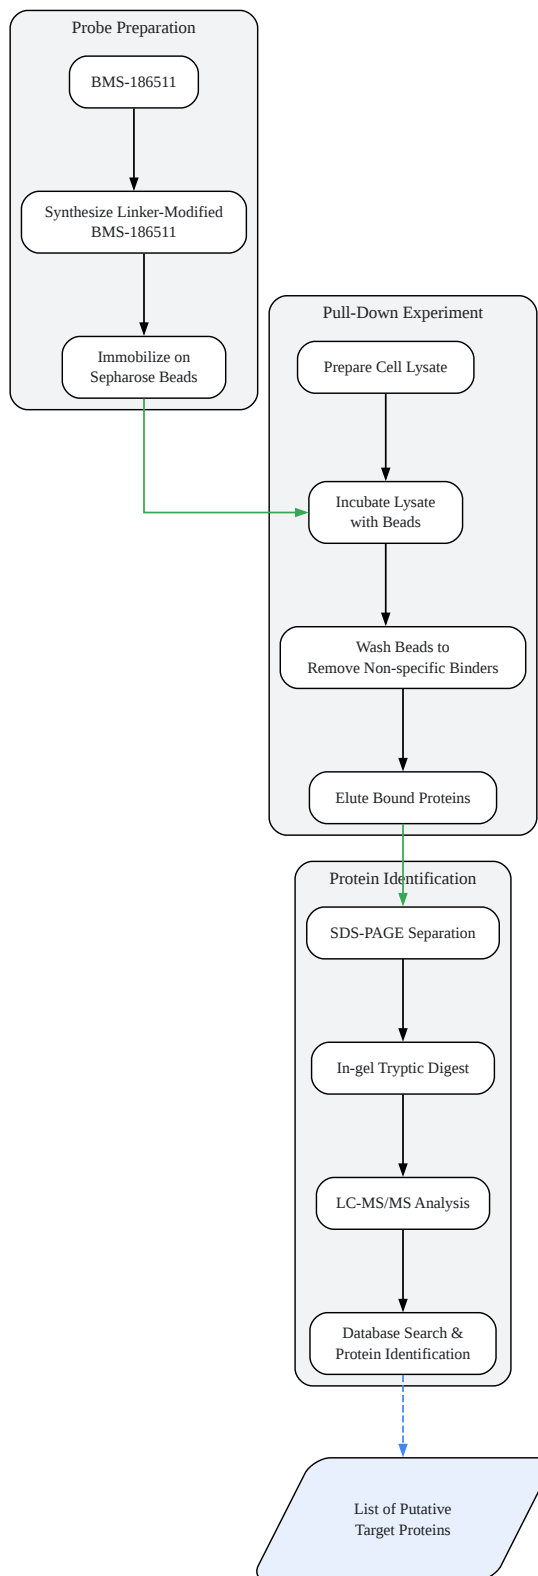 Probe Preparation
BMS-186511
Synthesize Linker-Modified
BMS-186511
Immobilize on
Sepharose Beads
Pull-Down Experiment
Prepare Cell Lysate
Incubate Lysate
with Beads
Wash Beads to
Remove Non-specific Binders
Elute Bound Proteins
Protein Identification
SDS-PAGE Separation
In-gel Tryptic Digest
LC-MS/MS Analysis
Database Search &
Protein Identification
List of Putative
Target Proteins